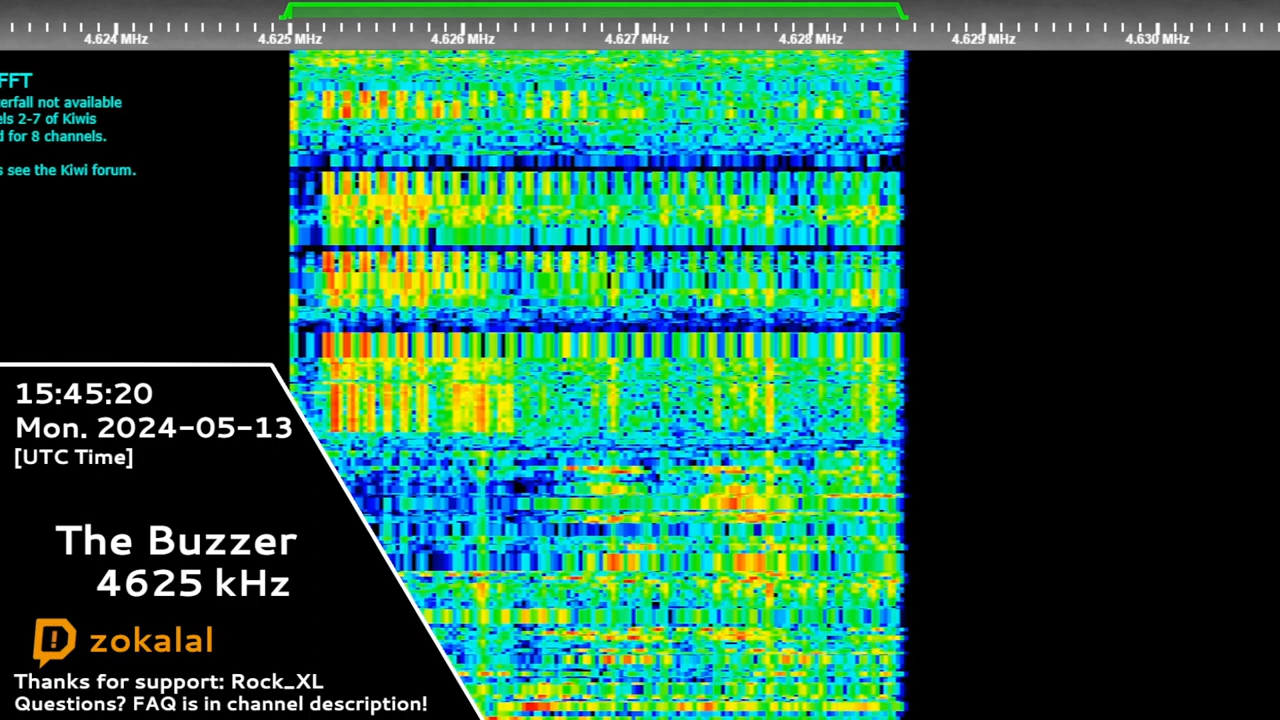 4.624 MHz 4.625 MHz 4.626 MHz 4.627 MHz 4.628 MHz 4.629 MHz 4.630 MHz
FFT
erfall not available
els 2-7 of Kiwis
d for 8 channels.
s see the Kiwi forum.
15:45:20
Mon. 2024-05-13
[UTC Time]
The Buzzer
4625 kHz
zokalal
Thanks for support: Rock_XL
Questions? FAQ is in channel description!